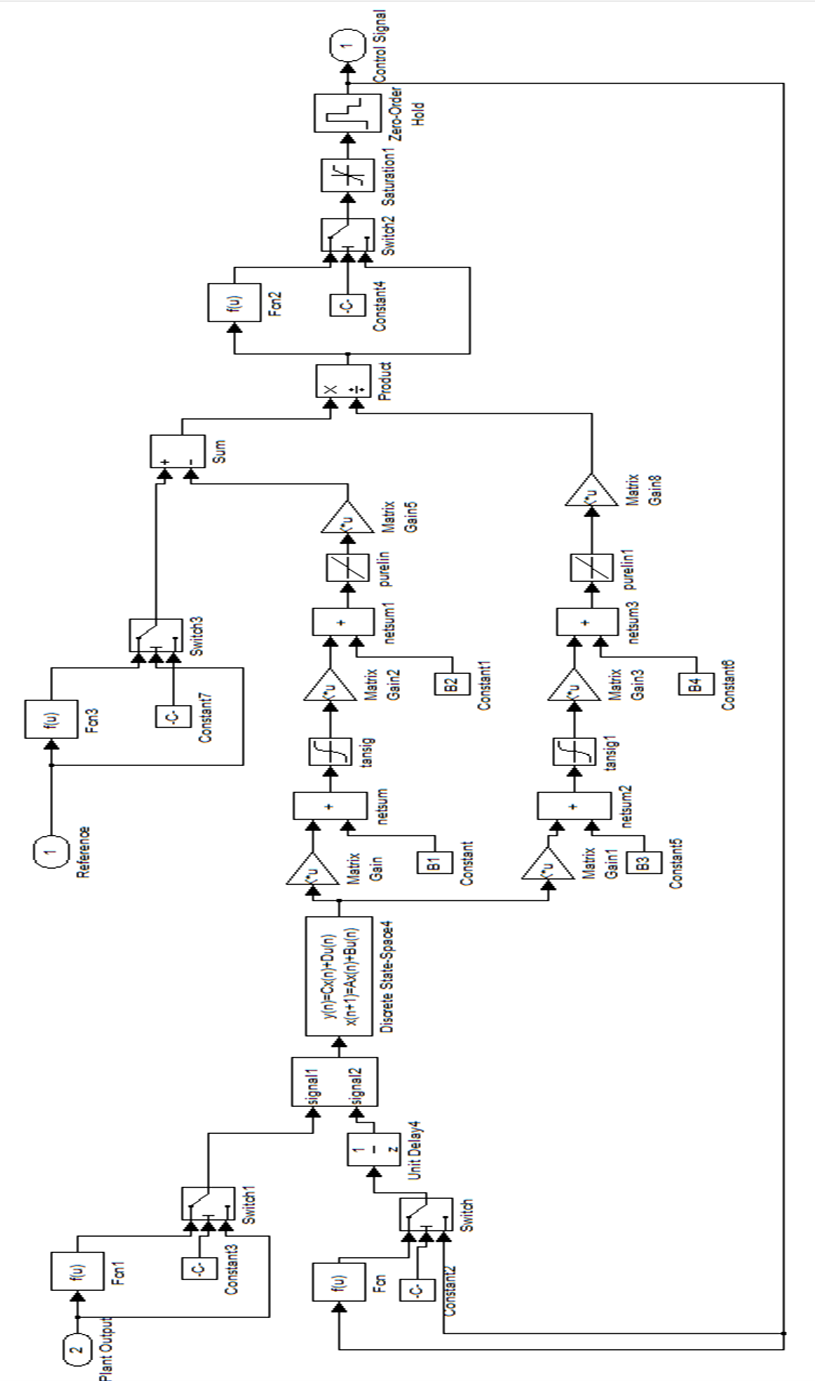 2
Plant Output
f(u)
Fcn1
-C-
Constant3
Switch1
f(u)
Fcn
-C-
Constant2
Switch
1
z
Unit Delay4
signal1
signal2
y(n)=Cx(n)+Du(n)
x(n+1)=Ax(n)+Bu(n)
Discrete State-Space4
1
Reference
f(u)
Fcn3
-C-
Constant7
Switch3
K*u
Matrix
Gain
B1
Constant
+
netsum
tansig
K*u
Matrix
Gain2
B2
Constant1
+
netsum1
purelin
K*u
Matrix
Gain5
K*u
Matrix
Gain1
B3
Constant5
+
netsum2
tansig1
K*u
Matrix
Gain3
B4
Constant6
+
netsum3
purelin1
K*u
Matrix
Gain8
+
-
Sum
×
÷
Product
f(u)
Fcn2
-C-
Constant4
Switch2
Saturation1
Zero-Order
Hold
1
Control Signal